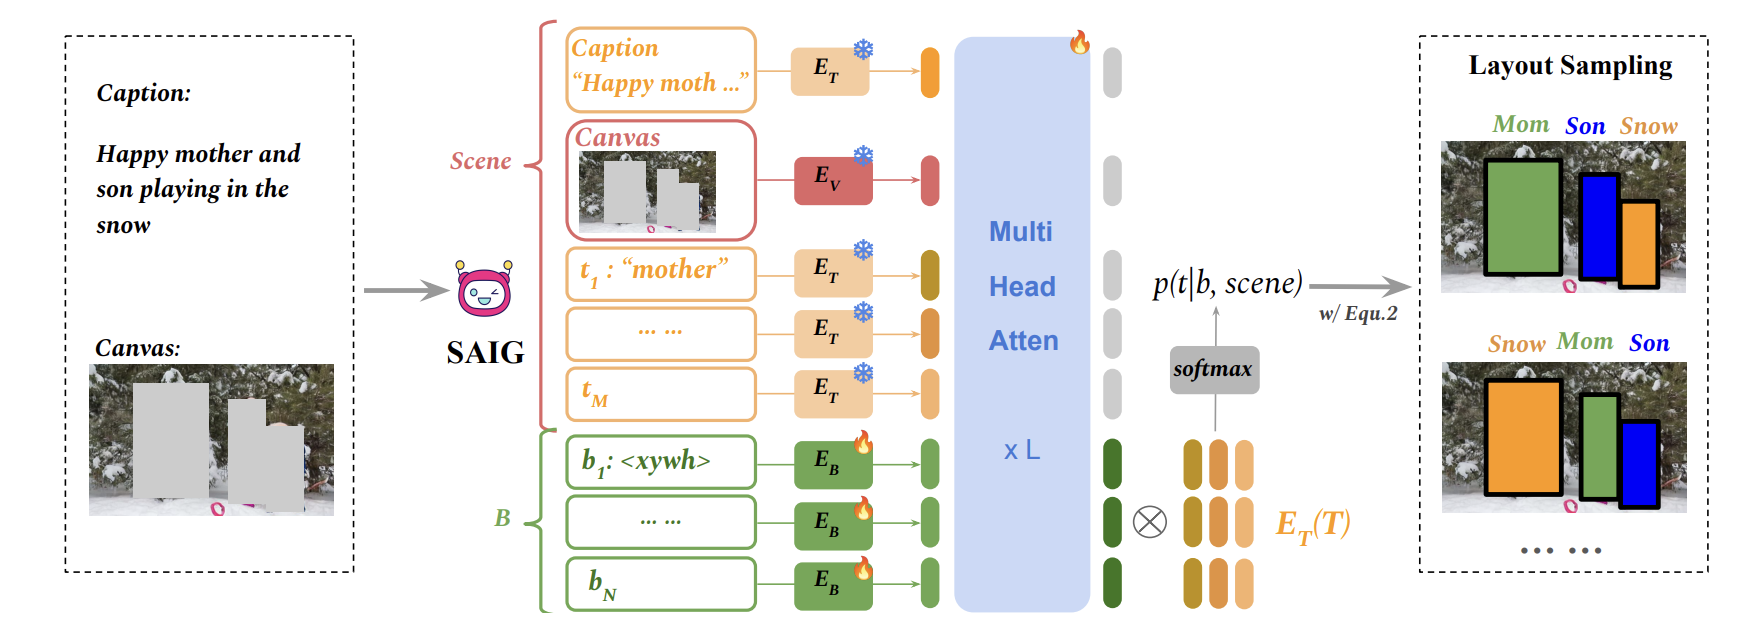 Caption:
Happy mother and
son playing in the
snow
Canvas:
SAIG
Scene
B
Caption
“Happy moth ...”
E_T
Canvas
E_V
t_1 : “mother”
E_T
... ...
E_T
t_M
E_T
b_1: <xywh>
E_B
... ...
E_B
b_N
E_B
Multi
Head
Atten
x L
p(t|b, scene)
softmax
E_T(T)
w/ Equ.2
Layout Sampling
Mom Son Snow
Snow Mom Son
... ...